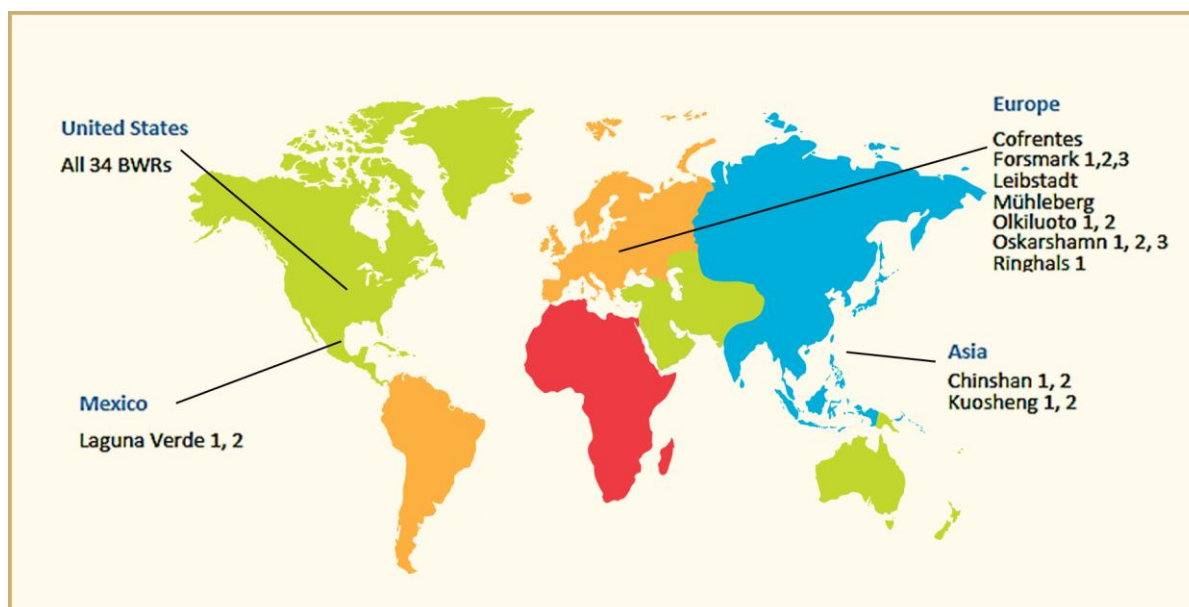 United States
All 34 BWRs
Mexico
Laguna Verde 1, 2
Europe
Cofrentes
Forsmark 1,2,3
Leibstadt
Mühleberg
Olkiluoto 1, 2
Oskarshamn 1, 2, 3
Ringhals 1
Asia
Chinshan 1, 2
Kuosheng 1, 2